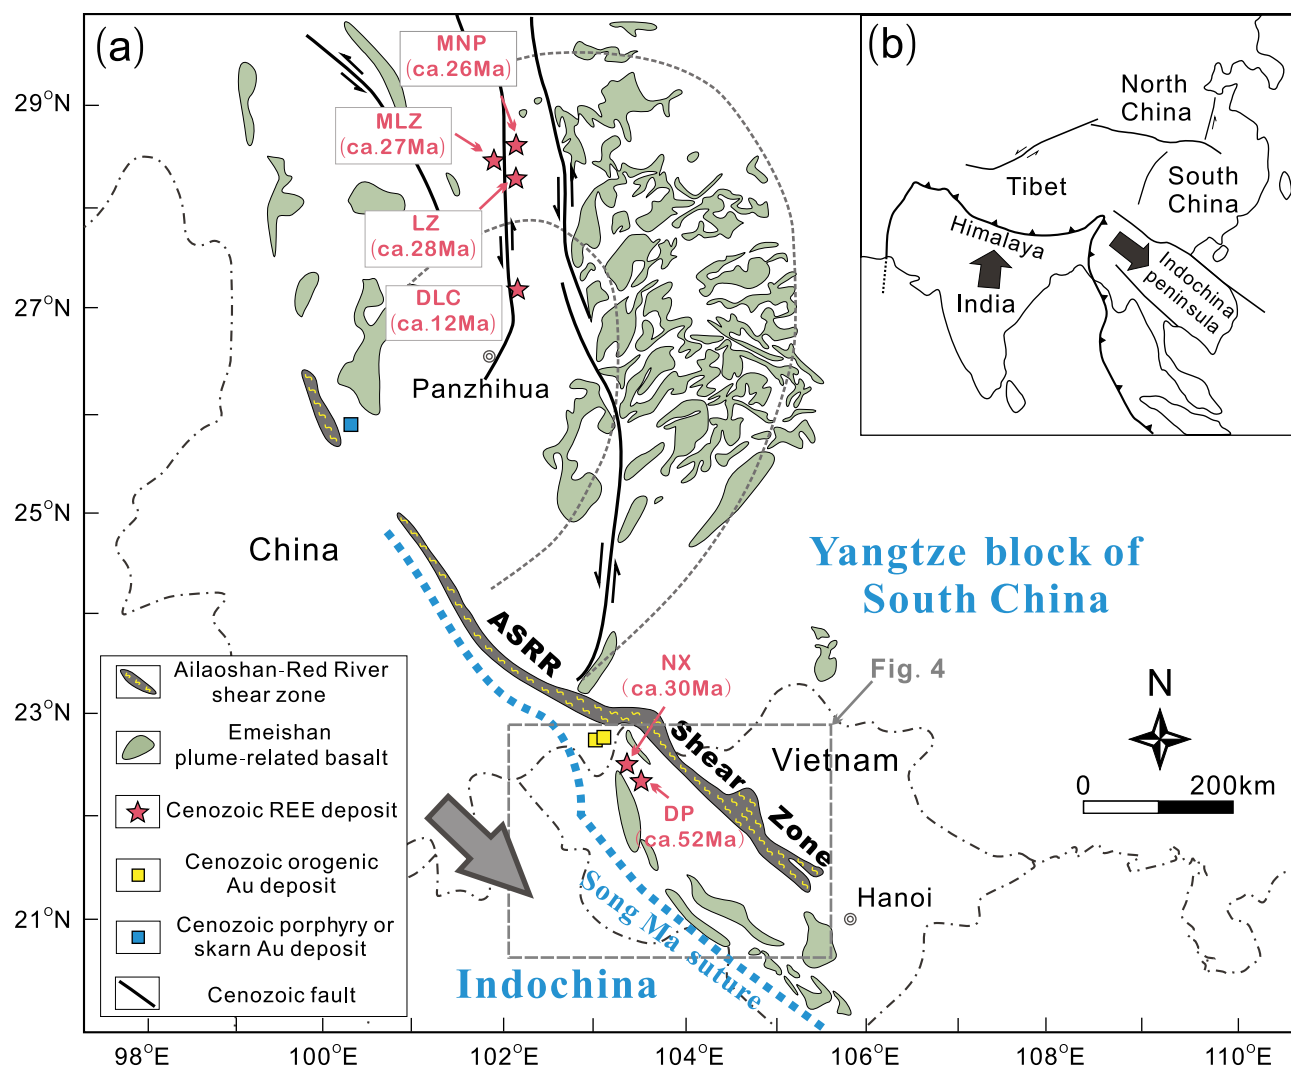 (a)
MNP
(ca.26Ma)
MLZ
(ca.27Ma)
LZ
(ca.28Ma)
DLC
(ca.12Ma)
Panzhihua
China
ASRR
Shear
Zone
NX
(ca.30Ma)
DP
(ca.52Ma)
Vietnam
Hanoi
Fig. 4
Yangtze block of
South China
Indochina
Song Ma suture
N
0
200km
(b)
North
China
Tibet
South
China
Himalaya
India
Indochina
peninsula
Ailaoshan-Red River
shear zone
Emeishan
plume-related basalt
Cenozoic REE deposit
Cenozoic orogenic
Au deposit
Cenozoic porphyry or
skarn Au deposit
Cenozoic fault
29°N
27°N
25°N
23°N
21°N
98°E
100°E
102°E
104°E
106°E
108°E
110°E